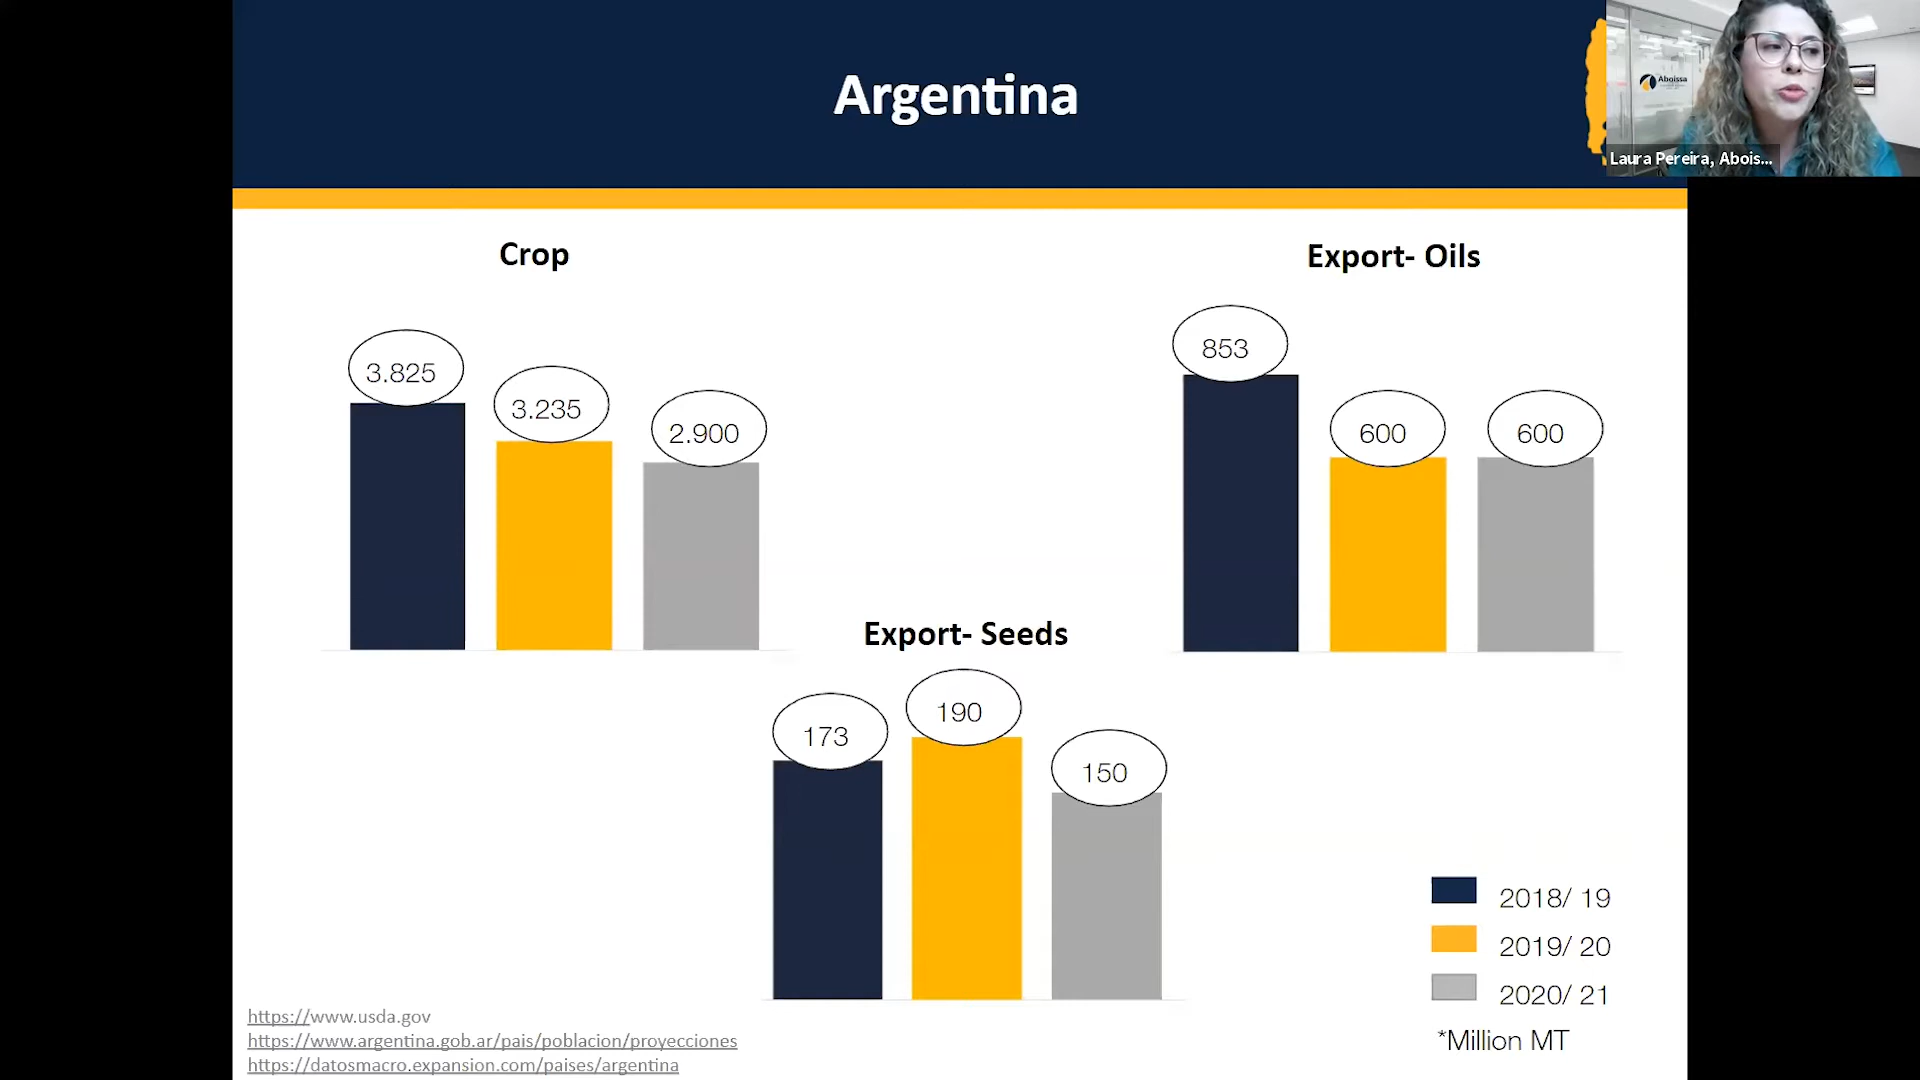 Argentina
Aboissa
Laura Pereira, Abois...
Crop
Export- Oils
3.825
3.235
2.900
853
600
600
Export- Seeds
173
190
150
2018/ 19
2019/ 20
2020/ 21
*Million MT
https://www.usda.gov
https://www.argentina.gob.ar/pais/poblacion/proyecciones
https://datosmacro.expansion.com/paises/argentina